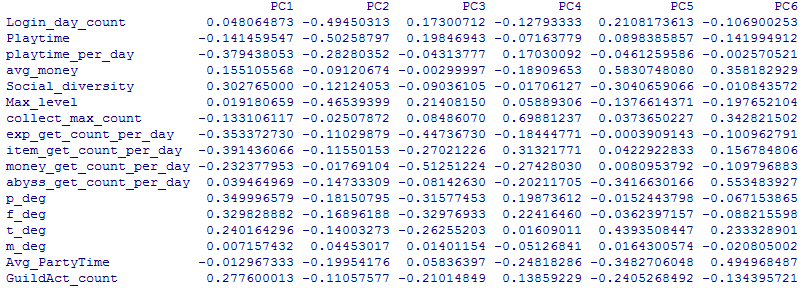 PC1 PC2 PC3 PC4 PC5 PC6
Login_day_count 0.048064873 -0.49450313 0.17300712 -0.12793333 0.2108173613 -0.106900253
Playtime -0.141459547 -0.50258797 0.19846943 -0.07163779 0.0898385857 -0.141994912
playtime_per_day -0.379438053 -0.28280352 -0.04313777 0.17030092 -0.0461259586 -0.002570521
avg_money 0.155105568 -0.09120674 -0.00299997 -0.18909653 0.5830748080 0.358182929
Social_diversity 0.302765000 -0.12124053 -0.09036105 -0.01706127 -0.3040659066 -0.010843572
Max_level 0.019180659 -0.46539399 0.21408150 0.05889306 -0.1376614371 -0.197652104
collect_max_count -0.133106117 -0.02507872 0.08486070 0.69881237 0.0373650227 0.342821502
exp_get_count_per_day -0.353372730 -0.11029879 -0.44736730 -0.18444771 -0.0003909143 -0.100962791
item_get_count_per_day -0.391436066 -0.11550153 -0.27021226 0.31321771 0.0422922833 0.156784806
money_get_count_per_day -0.232377953 -0.01769104 -0.51251224 -0.27428030 0.0080953792 -0.109796883
abyss_get_count_per_day 0.039464969 -0.14733309 -0.08142630 -0.20211705 -0.3416630166 0.553483927
p_deg 0.349996579 -0.18150795 -0.31577453 0.19873612 -0.0152443798 -0.067153865
f_deg 0.329828882 -0.16896188 -0.32976933 0.22416460 -0.0362397157 -0.088215598
t_deg 0.240164296 -0.14003273 -0.26255203 0.01609011 0.4393508447 0.233328901
m_deg 0.007157432 0.04453017 0.01401154 -0.05126841 0.0164300574 -0.020805002
Avg_PartyTime -0.012967333 -0.19954176 0.05836397 -0.24818286 -0.3482706048 0.494968487
GuildAct_count 0.277600013 -0.11057577 -0.21014849 0.13859229 -0.2405268492 -0.134395721